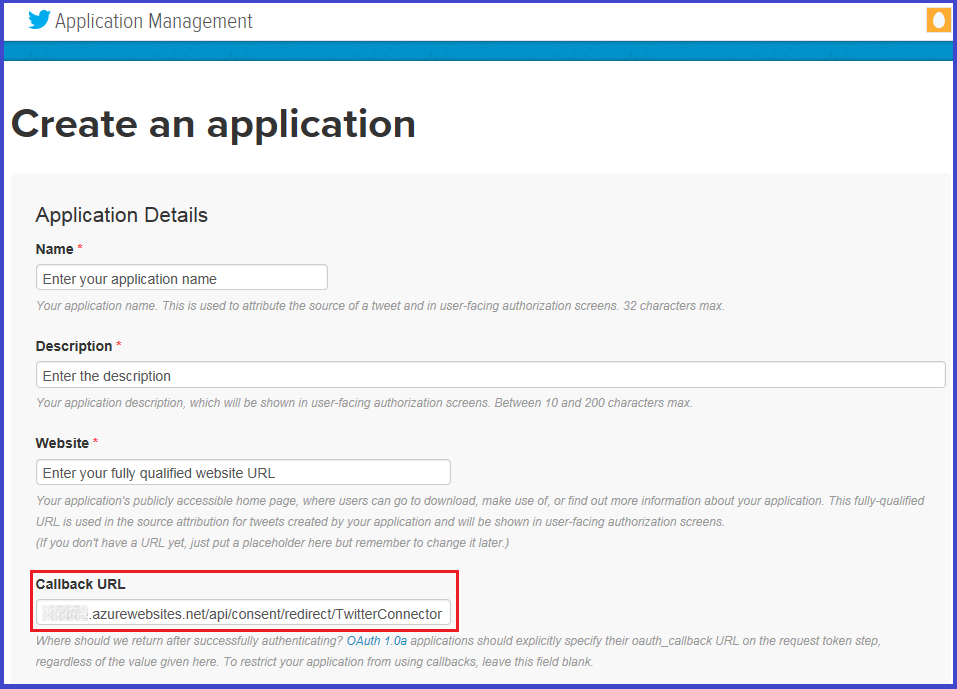 Application Management
Create an application
Application Details
Name *
Enter your application name
Your application name. This is used to attribute the source of a tweet and in user-facing authorization screens. 32 characters max.
Description *
Enter the description
Your application description, which will be shown in user-facing authorization screens. Between 10 and 200 characters max.
Website *
Enter your fully qualified website URL
Your application's publicly accessible home page, where users can go to download, make use of, or find out more information about your application. This fully-qualified
URL is used in the source attribution for tweets created by your application and will be shown in user-facing authorization screens.
(If you don't have a URL yet, just put a placeholder here but remember to change it later.)
Callback URL
.azurewebsites.net/api/consent/redirect/TwitterConnector
Where should we return after successfully authenticating? OAuth 1.0a applications should explicitly specify their oauth_callback URL on the request token step,
regardless of the value given here. To restrict your application from using callbacks, leave this field blank.